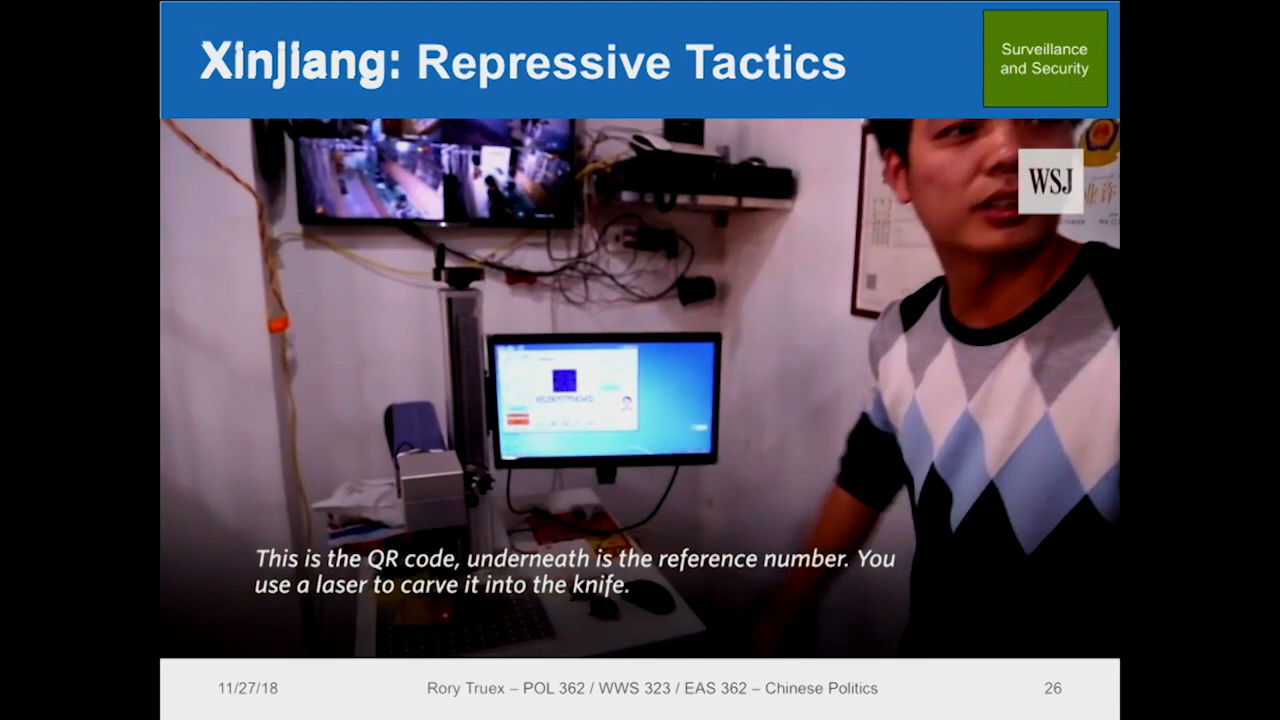 Xinjiang: Repressive Tactics
Surveillance
and Security
WSJ
This is the QR code, underneath is the reference number. You
use a laser to carve it into the knife.
11/27/18
Rory Truex – POL 362 / WWS 323 / EAS 362 – Chinese Politics
26